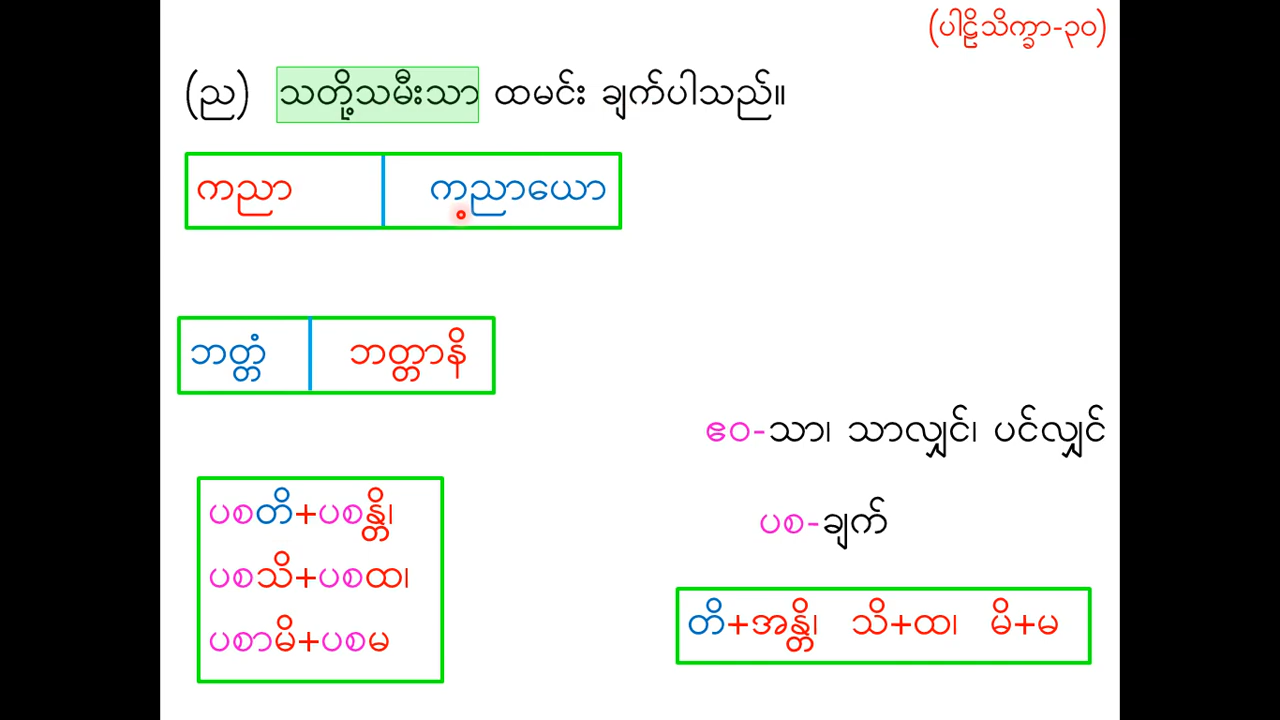 (ပါဠိသိက္ခာ-၃၀)
(ည) သတို့သမီးသာ ထမင်း ချက်ပါသည်။
ကညာ ကညာယော
ဘတ္တံ ဘတ္တာနိ
ဧဝ-သာ၊ သာလျှင်၊ ပင်လျှင်
ပစတိ+ပစန္တိ၊
ပစ-ချက်
ပစသိ+ပစထ၊
တိ+အန္တိ၊ သိ+ထ၊ မိ+မ
ပစာမိ+ပစမ